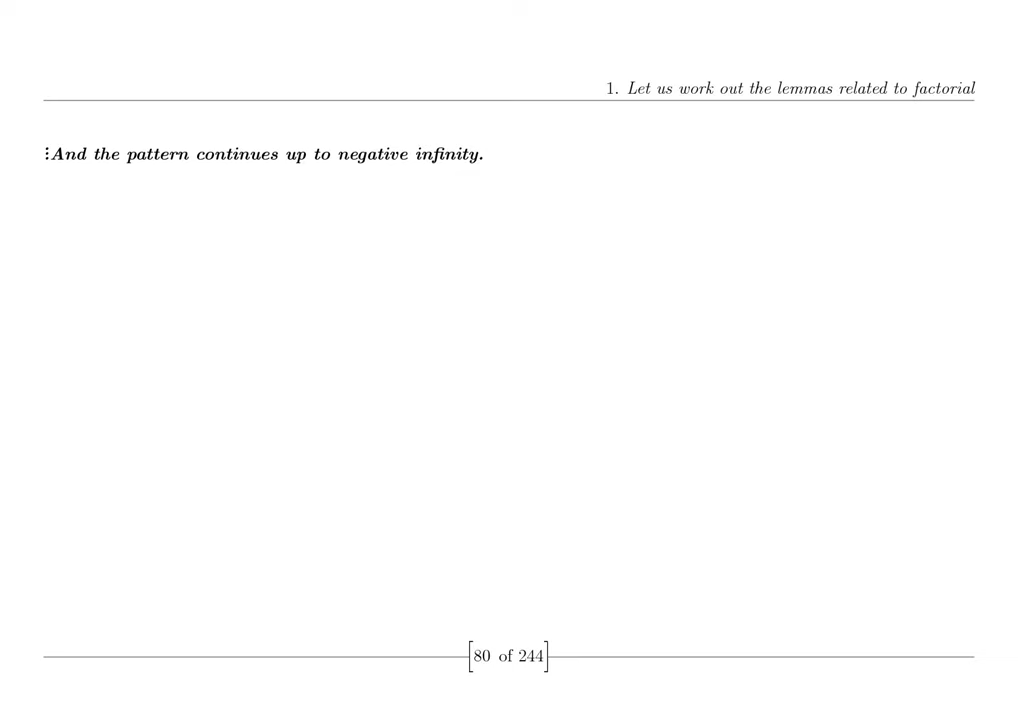 1. Let us work out the lemmas related to factorial
⋮And the pattern continues up to negative infinity.
[80 of 244]